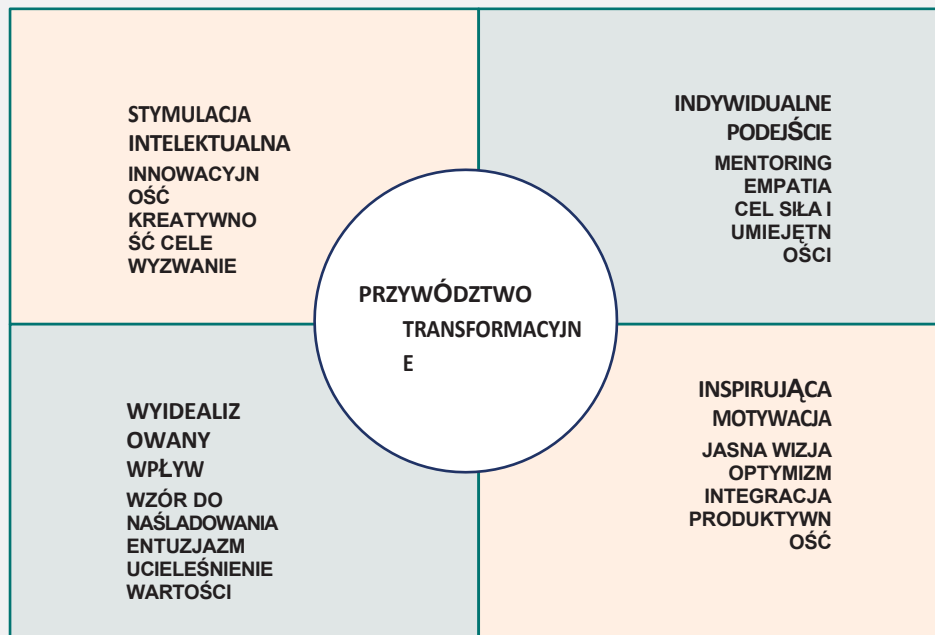 STYMULACJA
INTELEKTUALNA
INNOWACYJN
OŚĆ
KREATYWNO
ŚĆ CELE
WYZWANIE
INDYWIDUALNE
PODEJŚCIE
MENTORING
EMPATIA
CEL SIŁA I
UMIEJĘTN
OŚCI
PRZYWÓDZTWO
TRANSFORMACYJN
E
WYIDEALIZ
OWANY
WPŁYW
WZÓR DO
NAŚLADOWANIA
ENTUZJAZM
UCIELEŚNIENIE
WARTOŚCI
INSPIRUJĄCA
MOTYWACJA
JASNA WIZJA
OPTYMIZM
INTEGRACJA
PRODUKTYWN
OŚĆ